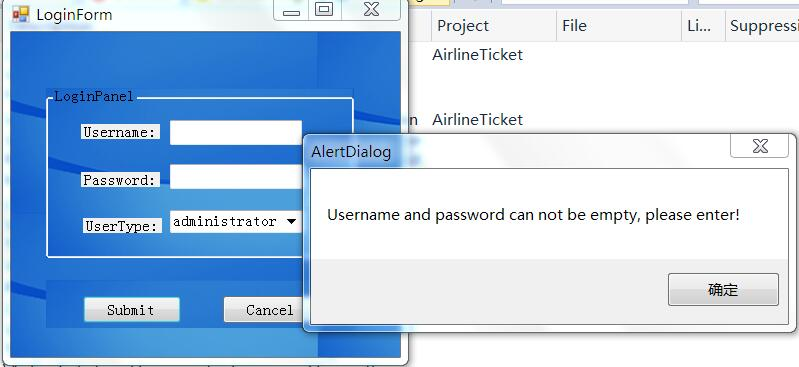 LoginForm
LoginPanel
Username:
Password:
UserType:
administrator
Submit
Cancel
Project
File
Li...
Suppressi
AirlineTicket
n
AirlineTicket
AlertDialog
Username and password can not be empty, please enter!
确定